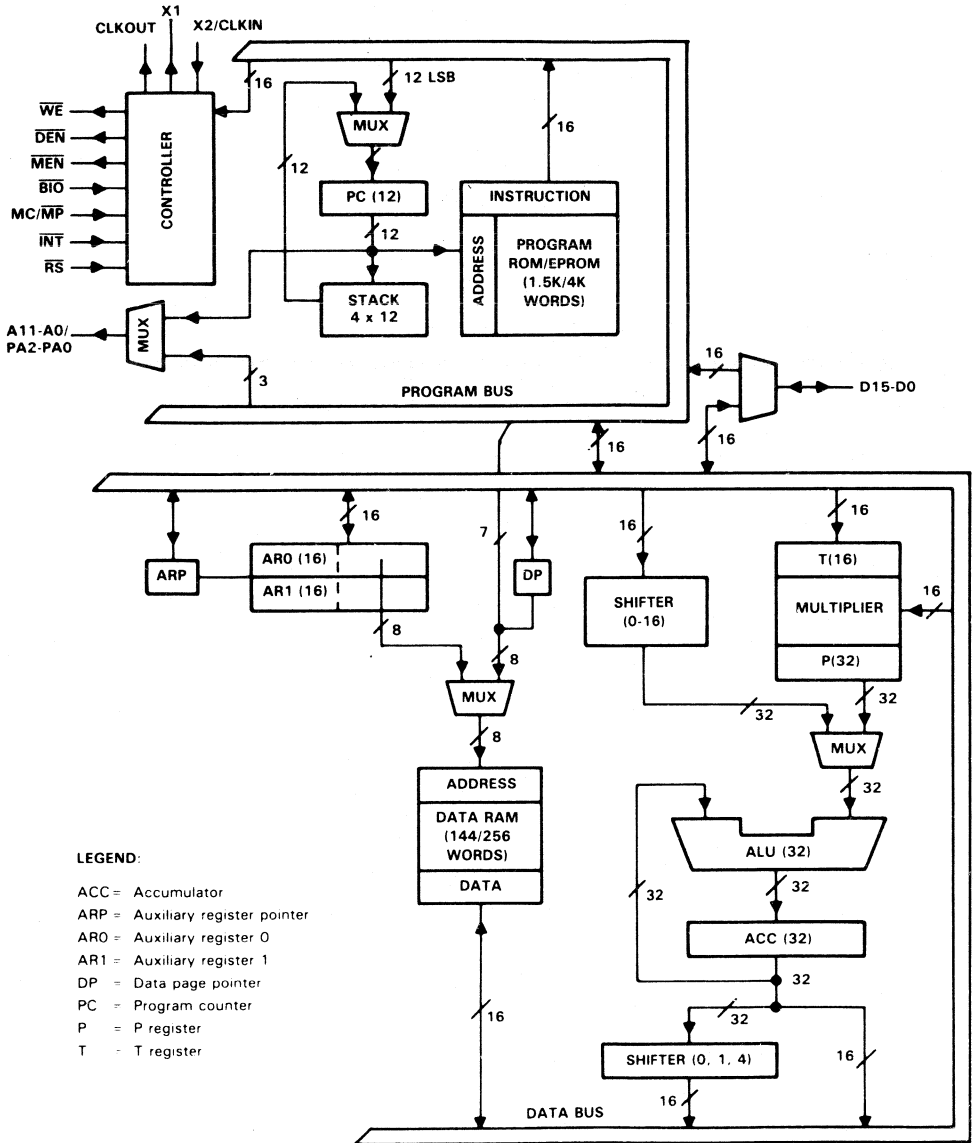 X1
CLKOUT
X2/CLKIN
16
12 LSB
WE
DEN
MEN
BIO
MC/MP
INT
RS
CONTROLLER
MUX
12
16
PC (12)
12
INSTRUCTION
ADDRESS
PROGRAM
ROM/EPROM
(1.5K/4K
WORDS)
STACK
4 x 12
A11-A0/
PA2-PA0
MUX
3
PROGRAM BUS
16
D15-D0
16
16
16
7
16
16
ARP
AR0 (16)
AR1 (16)
DP
SHIFTER
(0-16)
T(16)
MULTIPLIER
P(32)
16
8
8
MUX
32
32
MUX
8
32
ADDRESS
DATA RAM
(144/256
WORDS)
DATA
ALU (32)
32
32
ACC (32)
32
32
16
SHIFTER (0, 1, 4)
16
16
DATA BUS
LEGEND:
ACC = Accumulator
ARP = Auxiliary register pointer
AR0 = Auxiliary register 0
AR1 = Auxiliary register 1
DP = Data page pointer
PC = Program counter
P = P register
T = T register